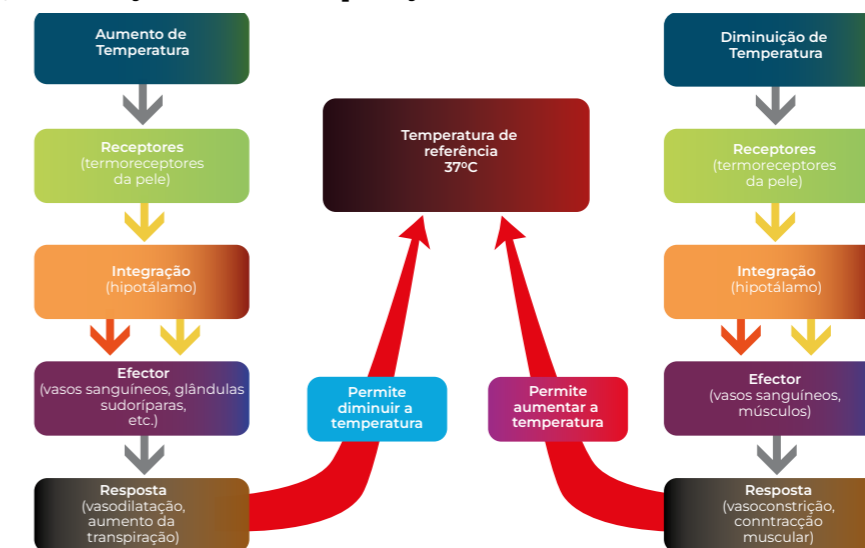 Aumento de
Temperatura
Receptores
(termoreceptores
da pele)
Integração
(hipotálamo)
Efector
(vasos sanguíneos, glândulas
sudoríparas,
etc.)
Resposta
(vasodilatação,
aumento da
transpiração)
Temperatura de
referência
37ºC
Permite
diminuir a
temperatura
Permite
aumentar a
temperatura
Diminuição de
Temperatura
Receptores
(termoreceptores
da pele)
Integração
(hipotálamo)
Efector
(vasos sanguíneos,
músculos)
Resposta
(vasoconstrição,
conntracção
muscular)